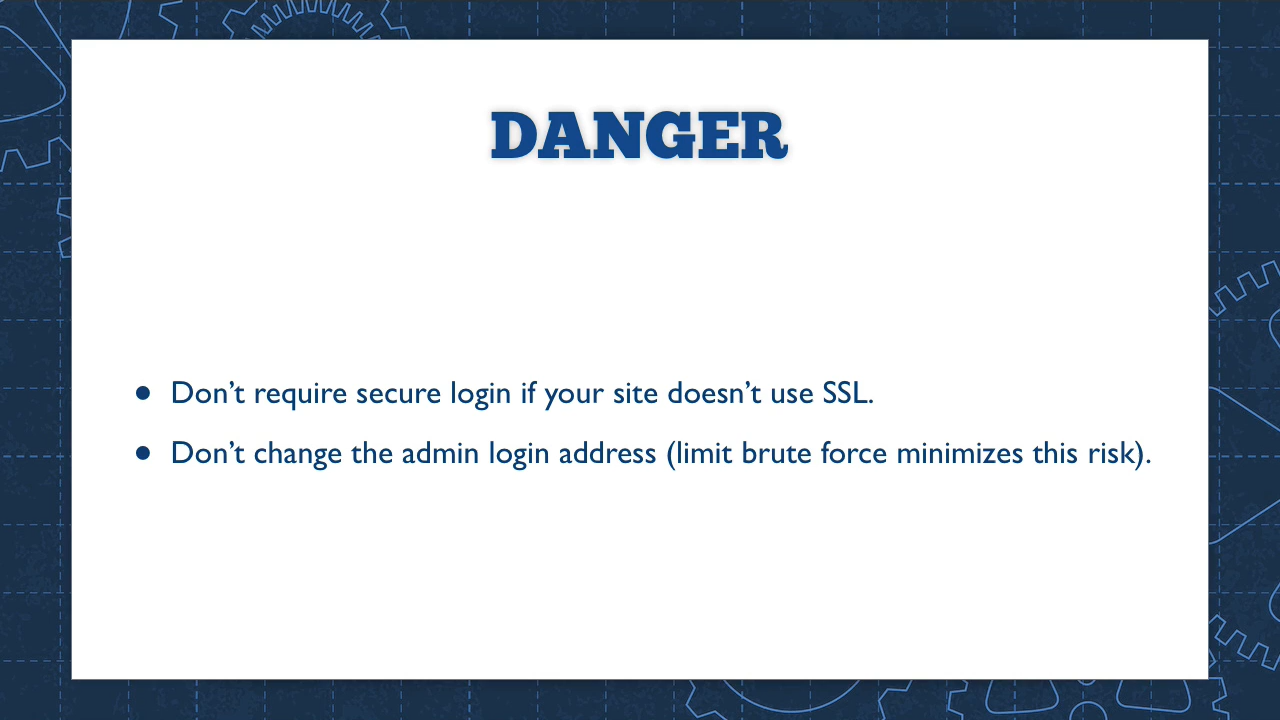 DANGER
● Don’t require secure login if your site doesn’t use SSL.
● Don’t change the admin login address (limit brute force minimizes this risk).